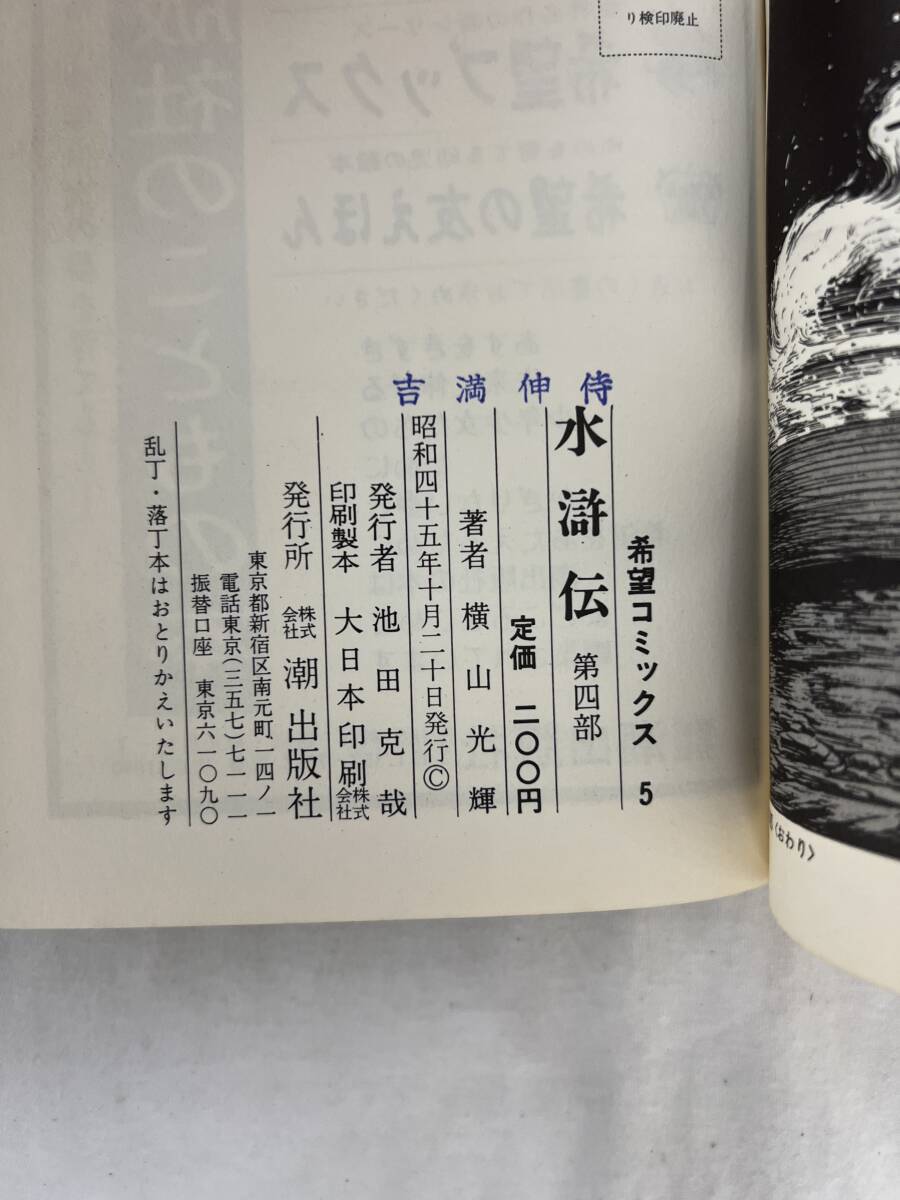 り検印廃止
吉満伸侍
希望コミックス 5
水滸伝 第四部
定価 二〇〇円
著者 横山光輝
昭和四十五年十月二十日発行©
発行者 池田克哉
印刷製本 大日本印刷株式会社
発行所 株式会社 潮出版社
東京都新宿区南元町一四ノ一
電話東京(三五七)七一一一
振替口座 東京六一〇九〇
乱丁・落丁本はおとりかえいたします
〈おわり〉